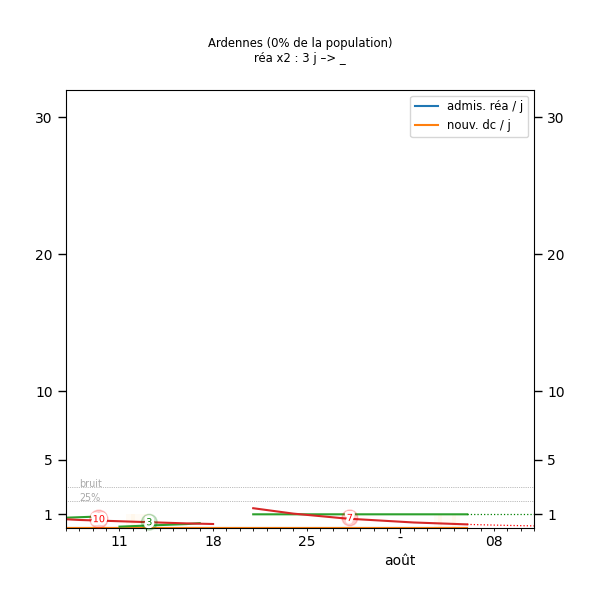 Ardennes (0% de la population)
réa x2 : 3 j –> _
admis. réa / j
nouv. dc / j
30 30
20 20
10 10
5 5
bruit
25%
1 10 3 7 1
11 18 25 - 08
août